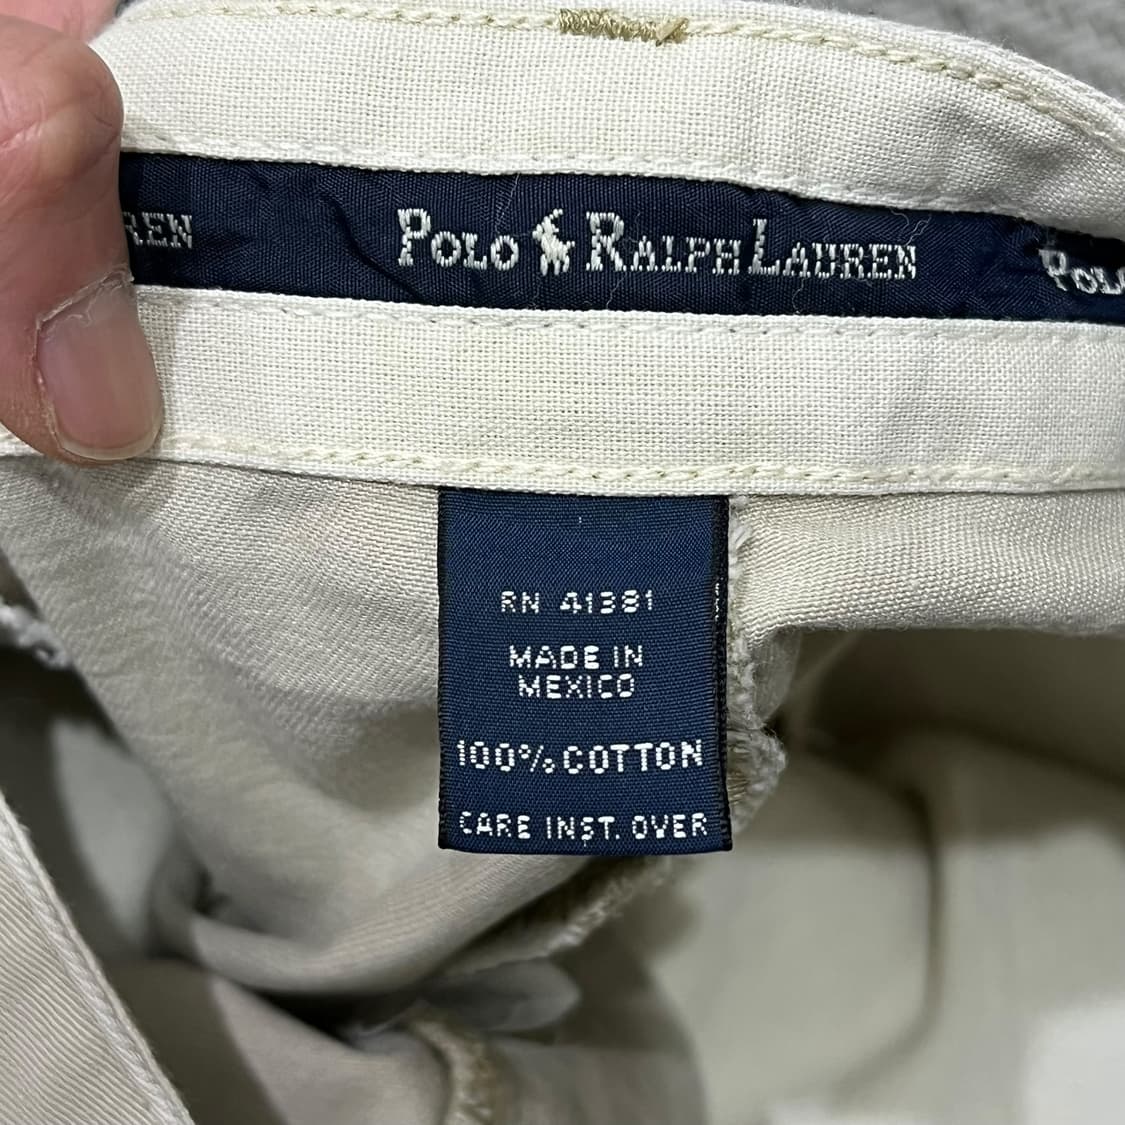 REN POLO RALPH LAUREN POLO
RN 41381
MADE IN
MEXICO
100% COTTON
CARE INST. OVER